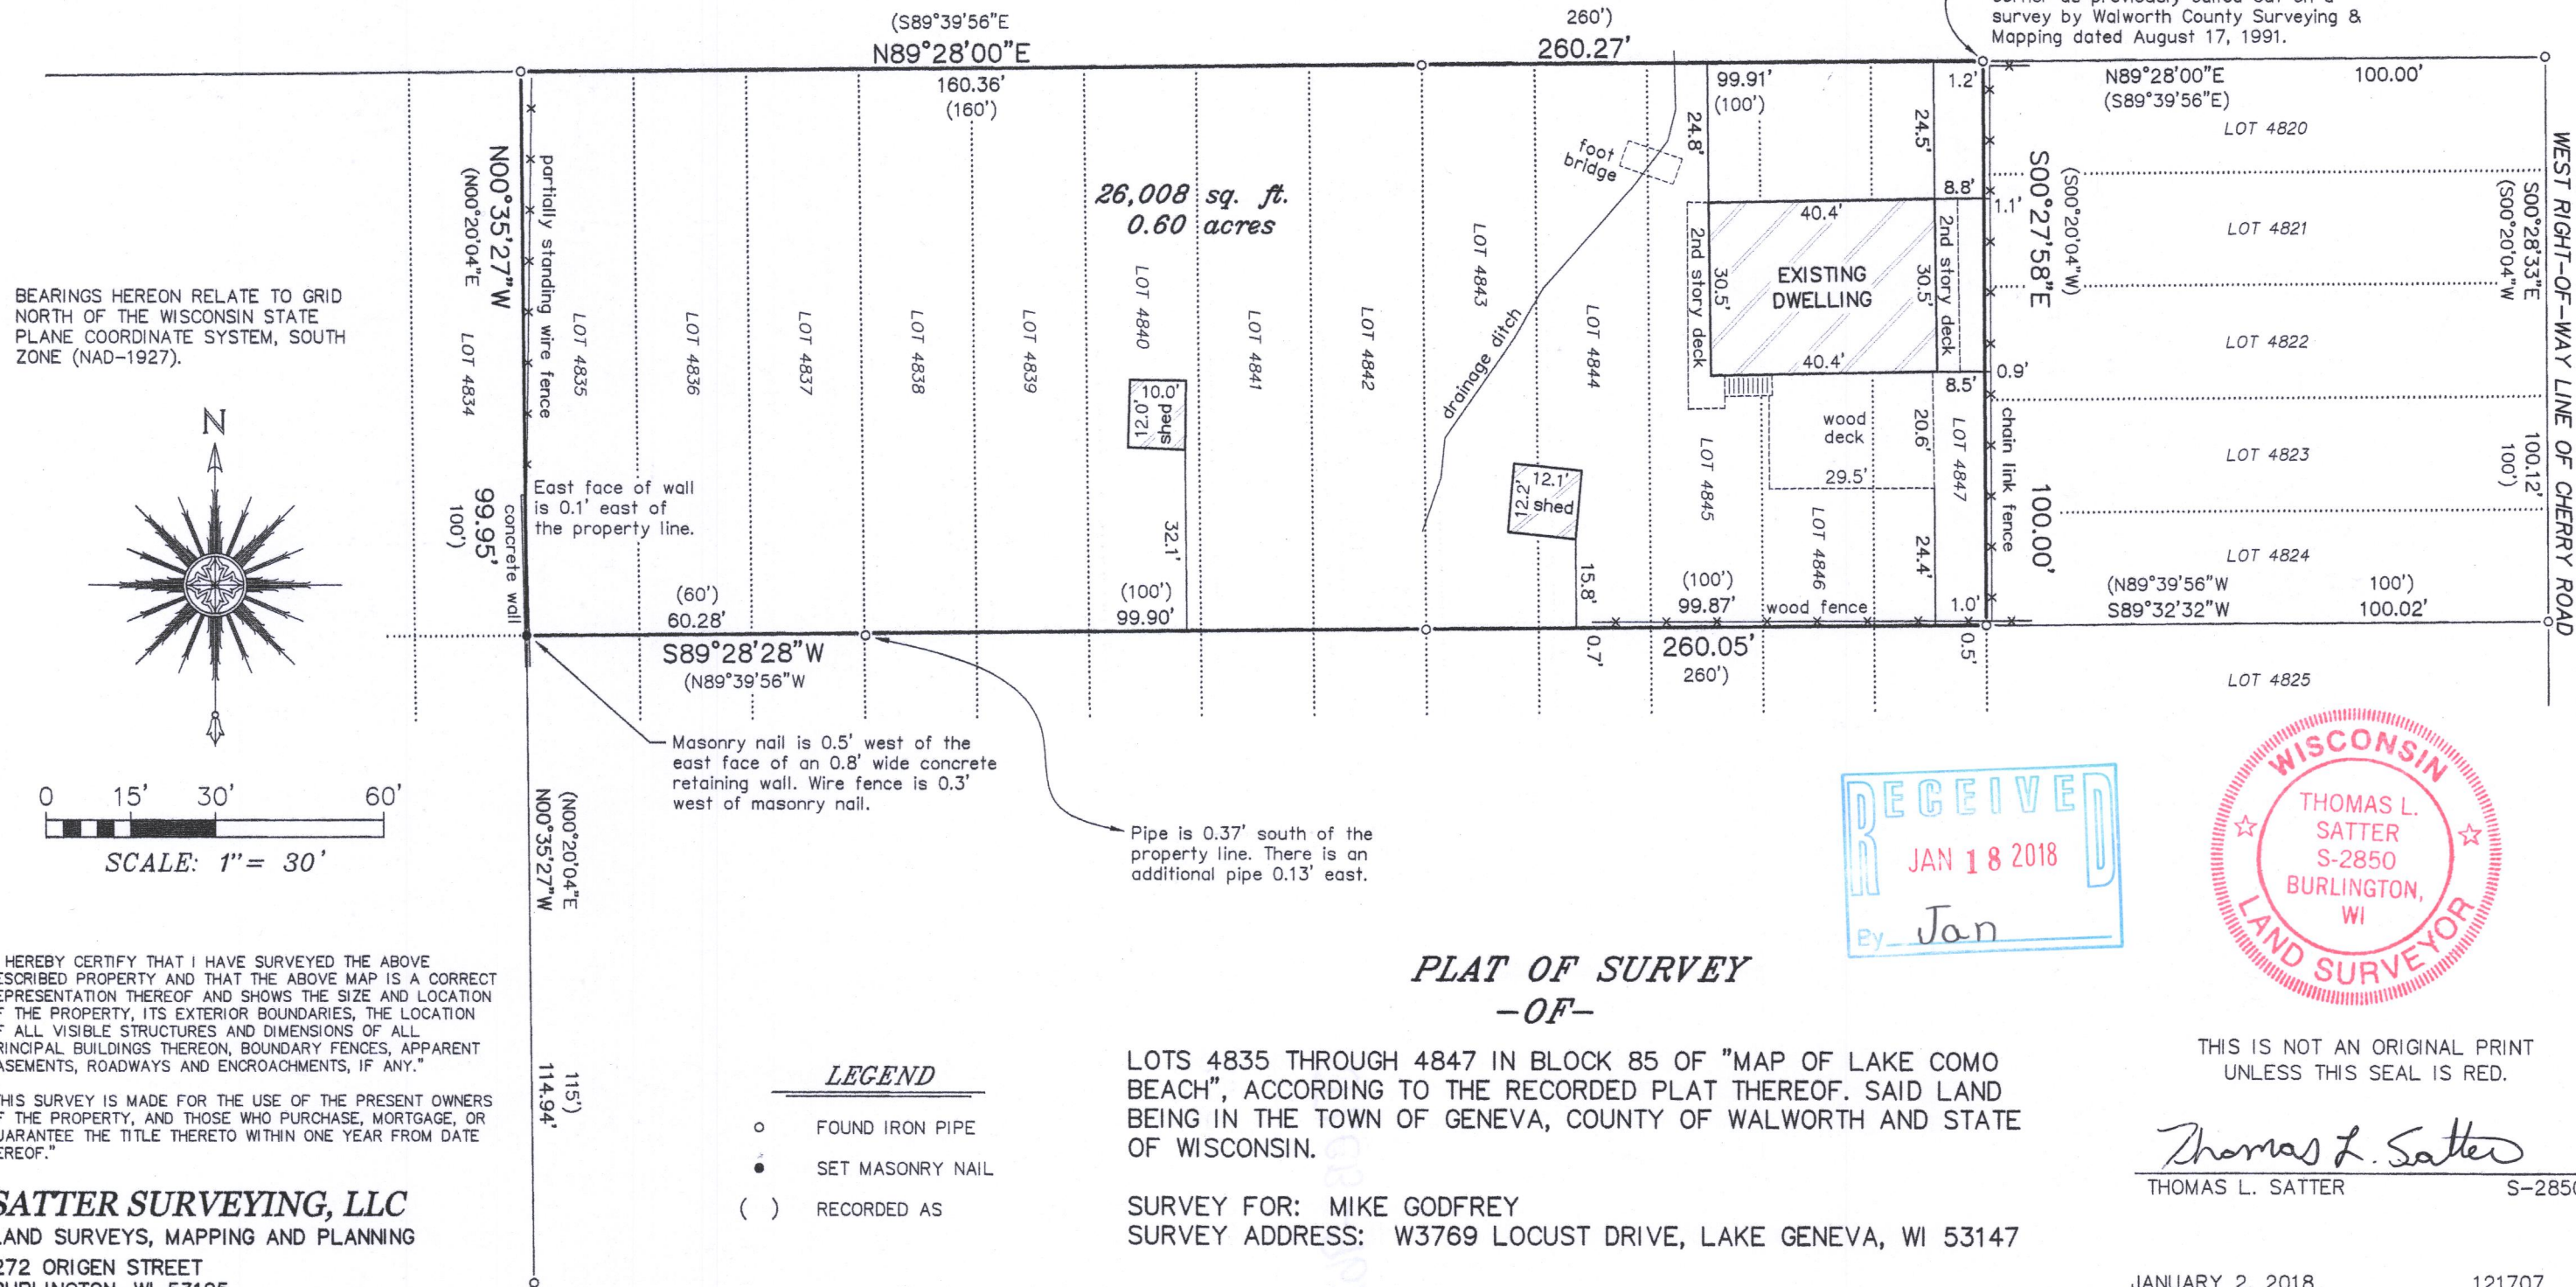 (S89°39'56"E
260')
N89°28'00"E
260.27'
survey by Walworth County Surveying &
Mapping dated August 17, 1991.
160.36'
(160')
99.91'
(100')
1.2'
N89°28'00"E
100.00'
(S89°39'56"E)
LOT 4820
LOT 4821
LOT 4822
LOT 4823
LOT 4824
LOT 4825
WEST RIGHT-OF-WAY LINE OF CHERRY ROAD
S00°28'33"E
(S00°20'04"W
100.12'
100')
(S00°20'04"W)
S00°27'58"E
100.00'
(N89°39'56"W
100')
S89°32'32"W
100.02'
chain link fence
N00°35'27"W
(N00°20'04"E
99.95'
100')
partially standing wire fence
concrete wall
East face of wall
is 0.1' east of
the property line.
LOT 4834
LOT 4835
LOT 4836
LOT 4837
LOT 4838
LOT 4839
LOT 4840
LOT 4841
LOT 4842
LOT 4843
LOT 4844
LOT 4845
LOT 4846
LOT 4847
26,008 sq. ft.
0.60 acres
foot
bridge
drainage ditch
24.8'
24.5'
8.8'
1.1'
40.4'
2nd story deck
30.5'
EXISTING
DWELLING
30.5'
2nd story deck
40.4'
0.9'
8.5'
wood
deck
20.6'
29.5'
24.4'
10.0'
12.0'
shed
32.1'
12.1'
12.2'
shed
15.8'
(60')
60.28'
(100')
99.90'
(100')
99.87'
wood fence
1.0'
0.7'
0.5'
S89°28'28"W
(N89°39'56"W
260.05'
260')
BEARINGS HEREON RELATE TO GRID
NORTH OF THE WISCONSIN STATE
PLANE COORDINATE SYSTEM, SOUTH
ZONE (NAD-1927).
N
0 15' 30' 60'
SCALE: 1"= 30'
Masonry nail is 0.5' west of the
east face of an 0.8' wide concrete
retaining wall. Wire fence is 0.3'
west of masonry nail.
Pipe is 0.37' south of the
property line. There is an
additional pipe 0.13' east.
(N00°20'04"E
N00°35'27"W
115')
114.94'
RECEIVED
JAN 18 2018
By Jan
WISCONSIN
THOMAS L.
SATTER
S-2850
BURLINGTON,
WI
LAND SURVEYOR
THIS IS NOT AN ORIGINAL PRINT
UNLESS THIS SEAL IS RED.
Thomas L. Satter
THOMAS L. SATTER
S-2850
HEREBY CERTIFY THAT I HAVE SURVEYED THE ABOVE
ESCRIBED PROPERTY AND THAT THE ABOVE MAP IS A CORRECT
EPRESENTATION THEREOF AND SHOWS THE SIZE AND LOCATION
F THE PROPERTY, ITS EXTERIOR BOUNDARIES, THE LOCATION
F ALL VISIBLE STRUCTURES AND DIMENSIONS OF ALL
RINCIPAL BUILDINGS THEREON, BOUNDARY FENCES, APPARENT
ASEMENTS, ROADWAYS AND ENCROACHMENTS, IF ANY."
HIS SURVEY IS MADE FOR THE USE OF THE PRESENT OWNERS
F THE PROPERTY, AND THOSE WHO PURCHASE, MORTGAGE, OR
UARANTEE THE TITLE THERETO WITHIN ONE YEAR FROM DATE
EREOF."
SATTER SURVEYING, LLC
LAND SURVEYS, MAPPING AND PLANNING
272 ORIGEN STREET
LEGEND
FOUND IRON PIPE
SET MASONRY NAIL
( ) RECORDED AS
PLAT OF SURVEY
-OF-
LOTS 4835 THROUGH 4847 IN BLOCK 85 OF "MAP OF LAKE COMO
BEACH", ACCORDING TO THE RECORDED PLAT THEREOF. SAID LAND
BEING IN THE TOWN OF GENEVA, COUNTY OF WALWORTH AND STATE
OF WISCONSIN.
SURVEY FOR: MIKE GODFREY
SURVEY ADDRESS: W3769 LOCUST DRIVE, LAKE GENEVA, WI 53147
JANUARY 2, 2018
121707